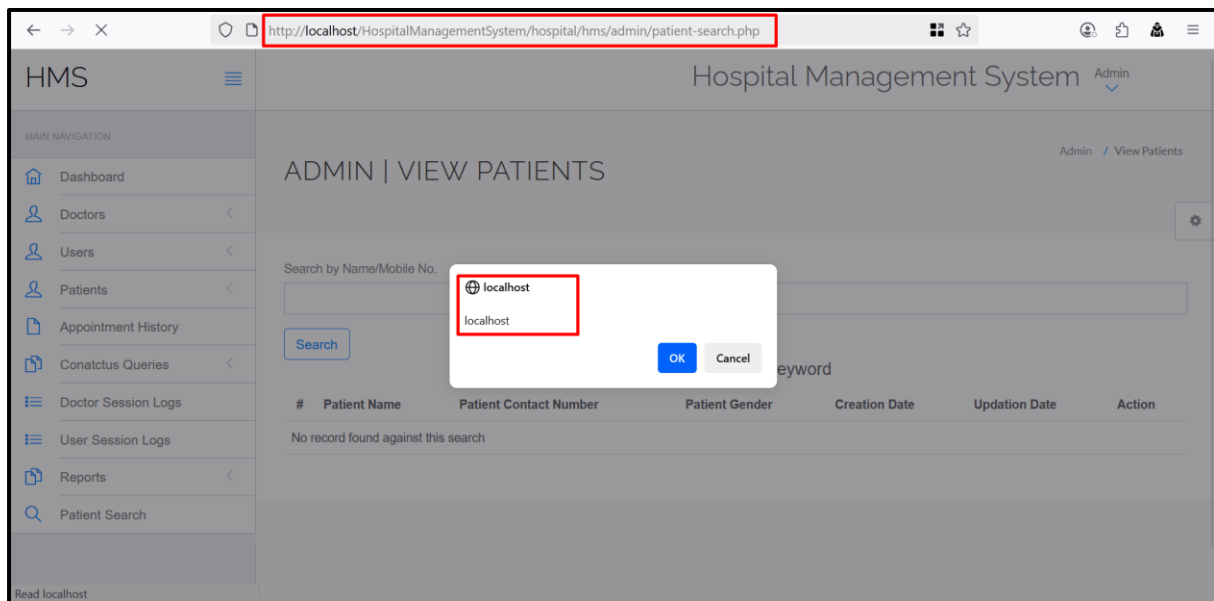 http://localhost/HospitalManagementSystem/hospital/hms/admin/patient-search.php
HMS
Hospital Management System
Admin
MAIN NAVIGATION
Dashboard
Doctors
Users
Patients
Appointment History
Conatctus Queries
Doctor Session Logs
User Session Logs
Reports
Patient Search
ADMIN | VIEW PATIENTS
Admin / View Patients
Search by Name/Mobile No.
Search
localhost
localhost
OK Cancel
eyword
# Patient Name Patient Contact Number Patient Gender Creation Date Updation Date Action
No record found against this search
Read localhost